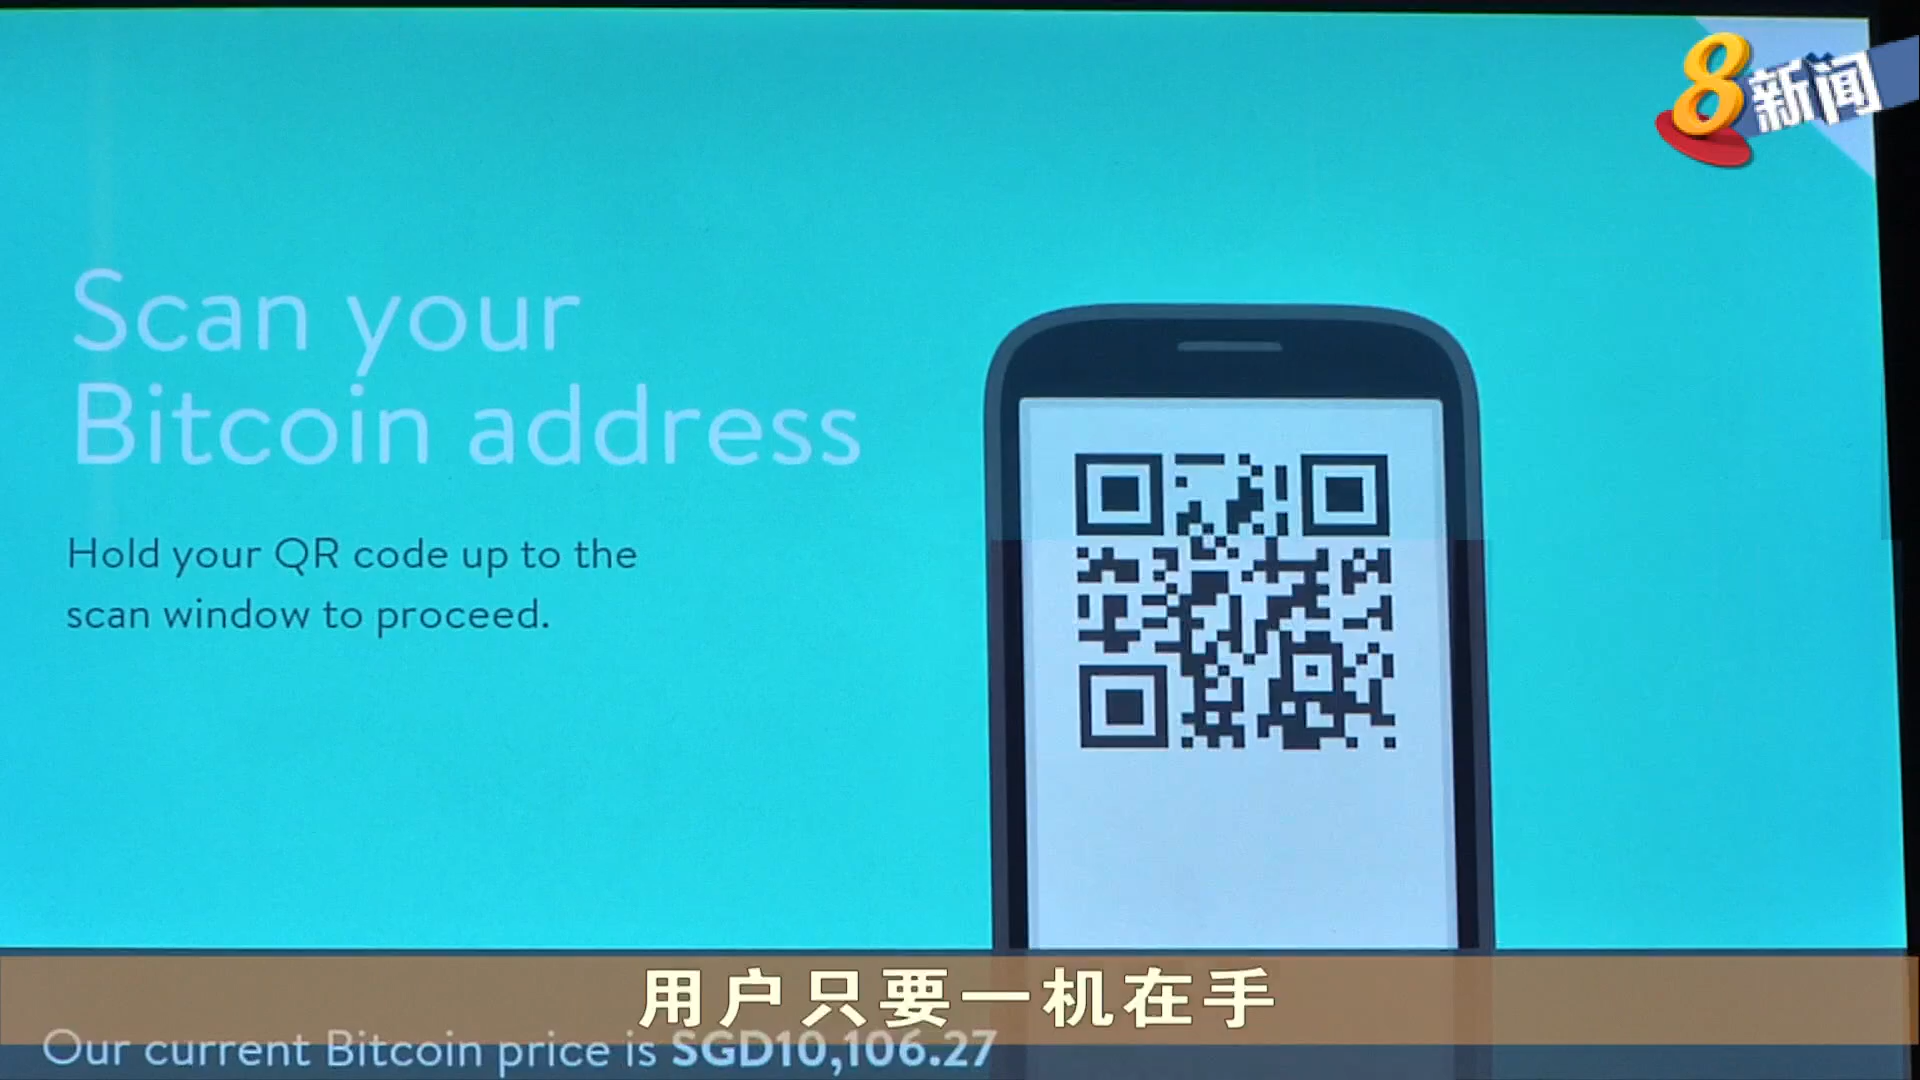 8新闻
Scan your
Bitcoin address
Hold your QR code up to the
scan window to proceed.
用户只要一机在手
Our current Bitcoin price is SGD10,106.27